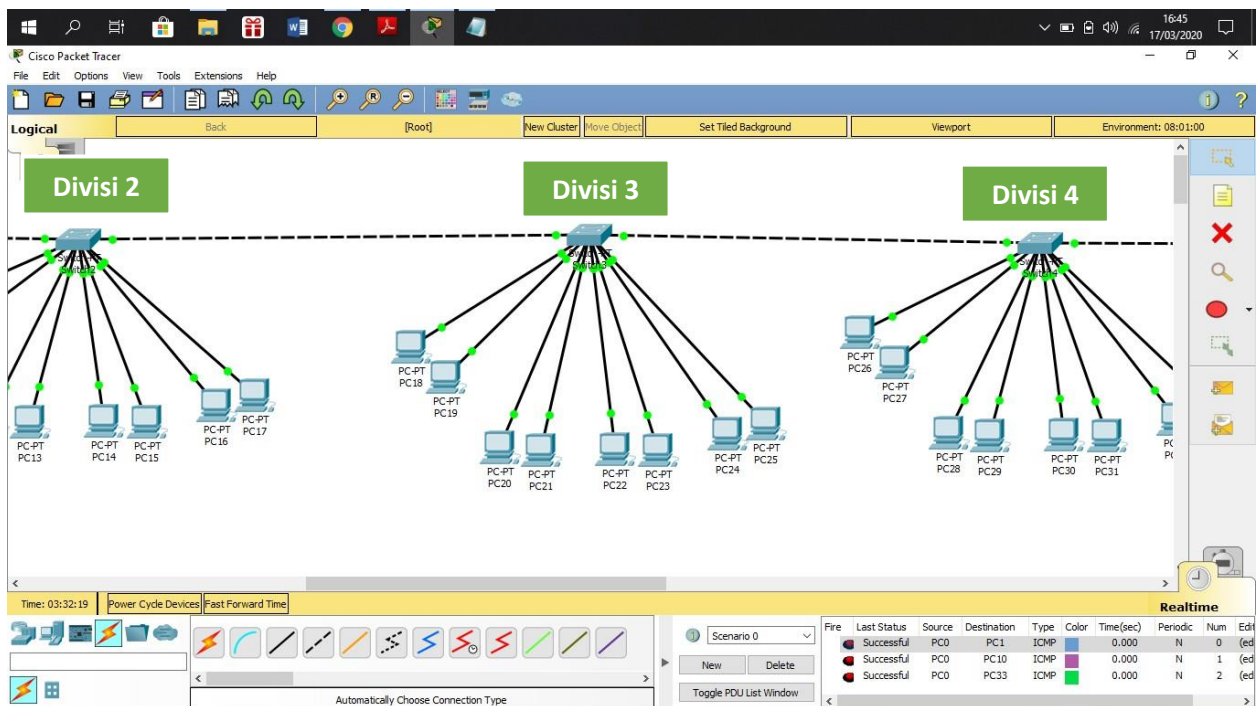 16:45
17/03/2020
Cisco Packet Tracer
File Edit Options View Tools Extensions Help
Logical Back [Root] New Cluster Move Object Set Tiled Background Viewport Environment: 08:01:00
Divisi 2 Divisi 3 Divisi 4
Switch2
Switch3
Switch4
PC-PT
PC13
PC-PT
PC14
PC-PT
PC15
PC-PT
PC16
PC-PT
PC17
PC-PT
PC18
PC-PT
PC19
PC-PT
PC20
PC-PT
PC21
PC-PT
PC22
PC-PT
PC23
PC-PT
PC24
PC-PT
PC25
PC-PT
PC26
PC-PT
PC27
PC-PT
PC28
PC-PT
PC29
PC-PT
PC30
PC-PT
PC31
Time: 03:32:19 Power Cycle Devices Fast Forward Time
Realtime
Automatically Choose Connection Type
Scenario 0
New Delete
Toggle PDU List Window
Fire Last Status Source Destination Type Color Time(sec) Periodic Num Edit
Successful PC0 PC1 ICMP 0.000 N 0 (ed
Successful PC0 PC10 ICMP 0.000 N 1 (ed
Successful PC0 PC33 ICMP 0.000 N 2 (ed